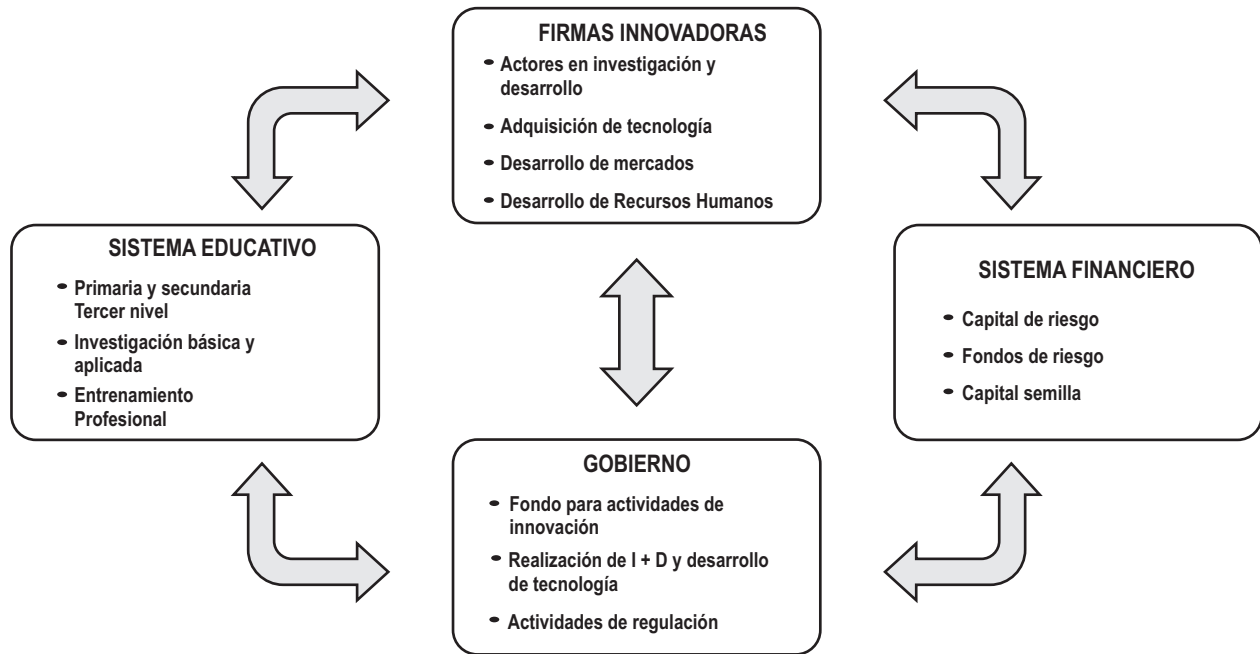 FIRMAS INNOVADORAS
• Actores en investigación y
desarrollo
• Adquisición de tecnología
• Desarrollo de mercados
• Desarrollo de Recursos Humanos
SISTEMA EDUCATIVO
• Primaria y secundaria
Tercer nivel
• Investigación básica y
aplicada
• Entrenamiento
Profesional
SISTEMA FINANCIERO
• Capital de riesgo
• Fondos de riesgo
• Capital semilla
GOBIERNO
• Fondo para actividades de
innovación
• Realización de I + D y desarrollo
de tecnología
• Actividades de regulación